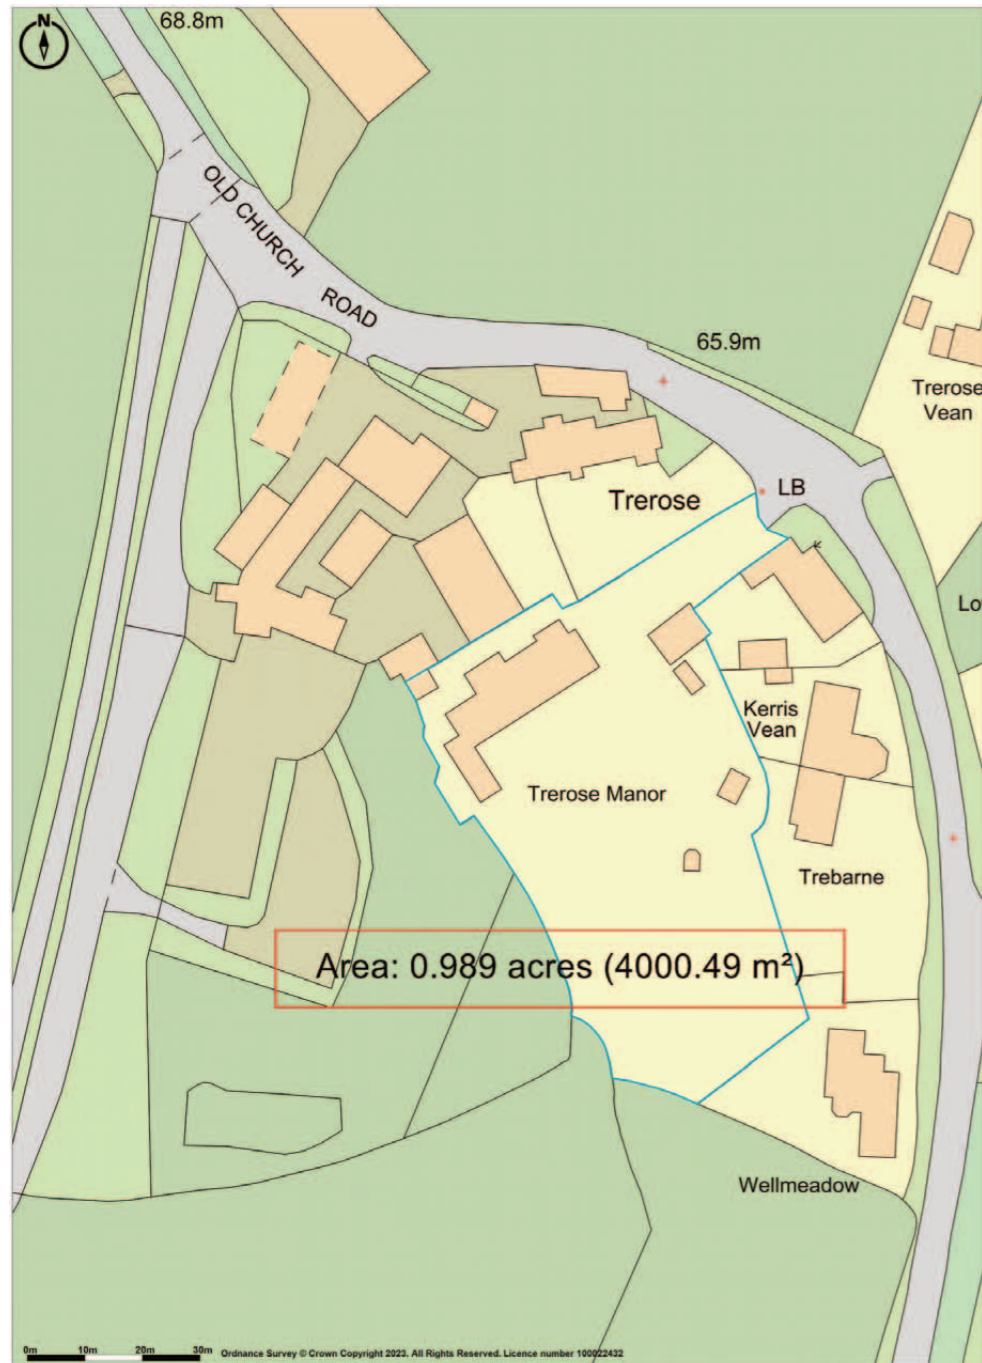 N
68.8m
OLD CHURCH
ROAD
65.9m
Trerose
Vean
LB
Trerose
Kerris
Vean
Trerose Manor
Trebarne
Area: 0.989 acres (4000.49 m²)
Wellmeadow
0m 10m 20m 30m
Ordnance Survey © Crown Copyright 2023. All Rights Reserved. Licence number 100022432